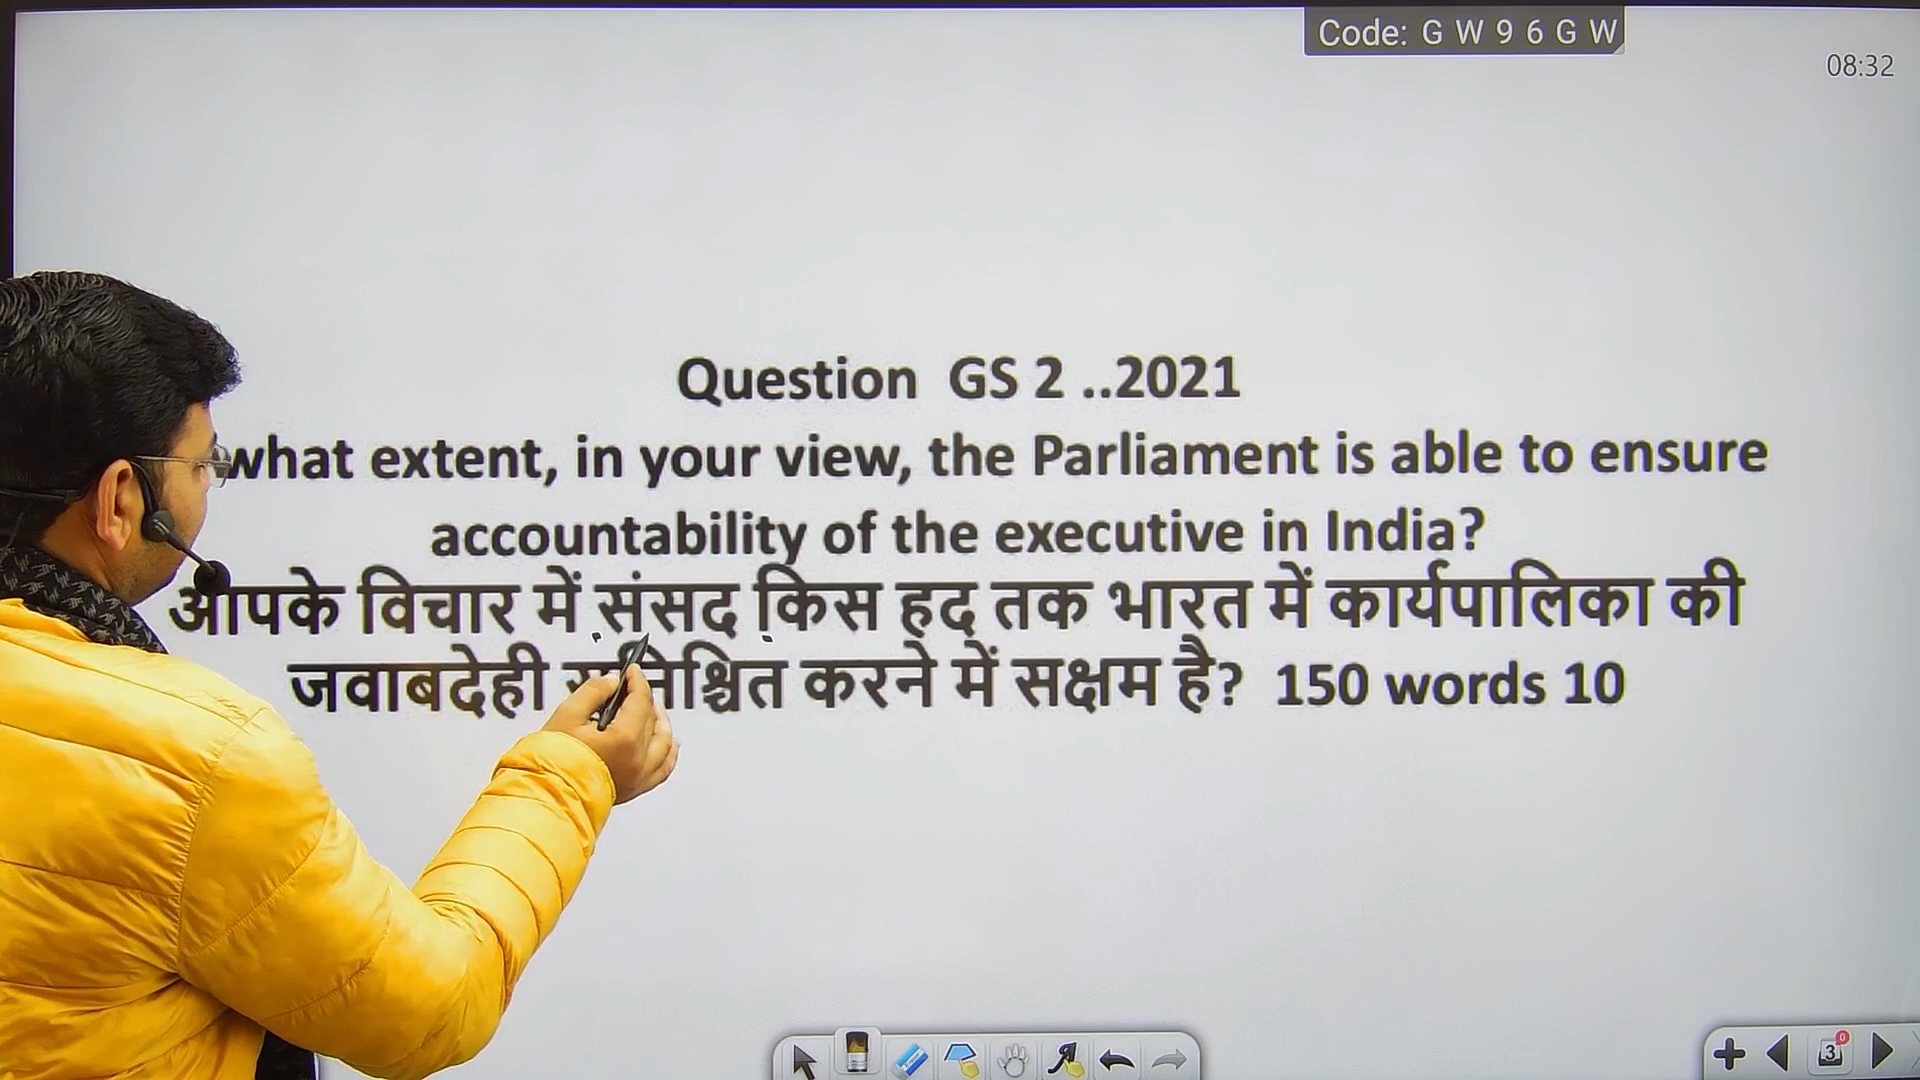 Code: G W 9 6 G W
08:32
Question GS 2 ..2021
what extent, in your view, the Parliament is able to ensure
accountability of the executive in India?
आपके विचार में संसद किस हद तक भारत में कार्यपालिका की
जवाबदेही करने में सक्षम है? 150 words 10
3
0